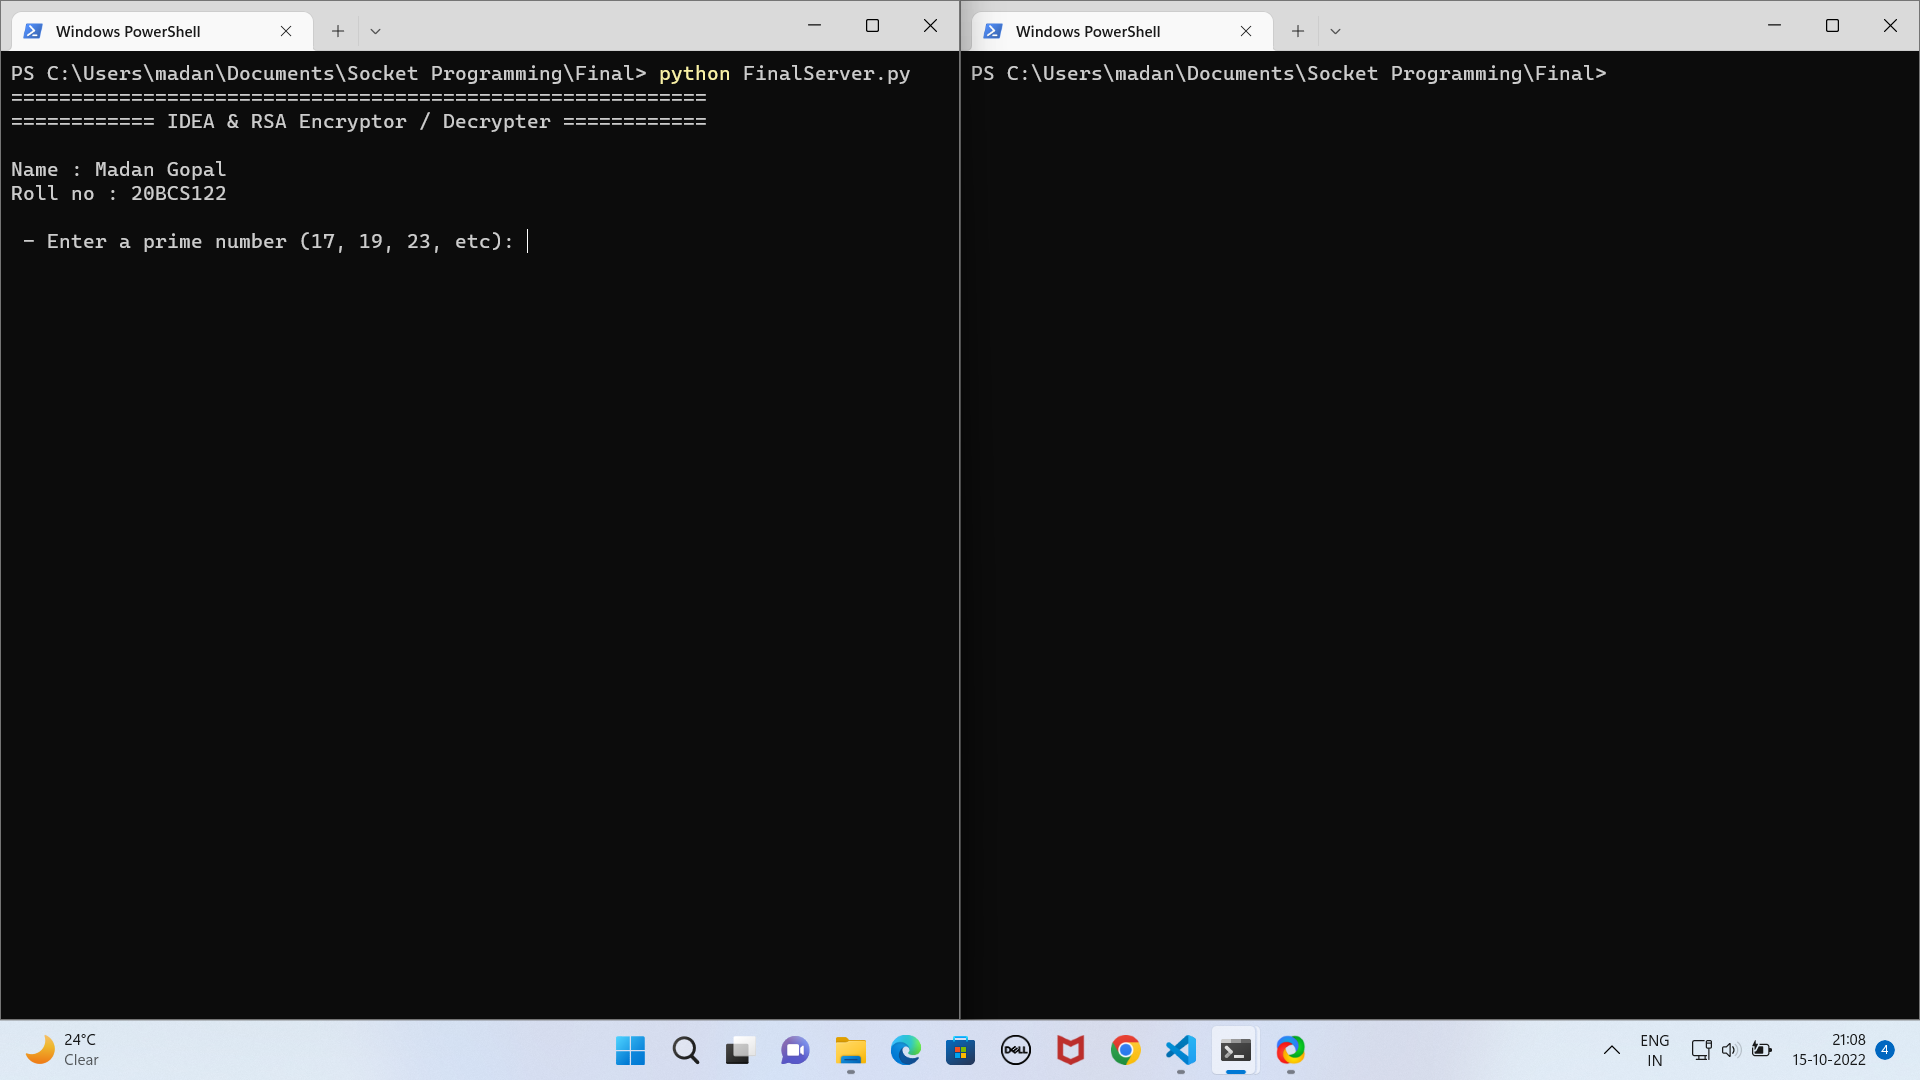 Windows PowerShell
PS C:\Users\madan\Documents\Socket Programming\Final> python FinalServer.py
==========================================================
============ IDEA & RSA Encryptor / Decrypter ============
Name : Madan Gopal
Roll no : 20BCS122
- Enter a prime number (17, 19, 23, etc):
Windows PowerShell
PS C:\Users\madan\Documents\Socket Programming\Final>
24°C
Clear
DELL
ENG
IN
21:08
15-10-2022
4